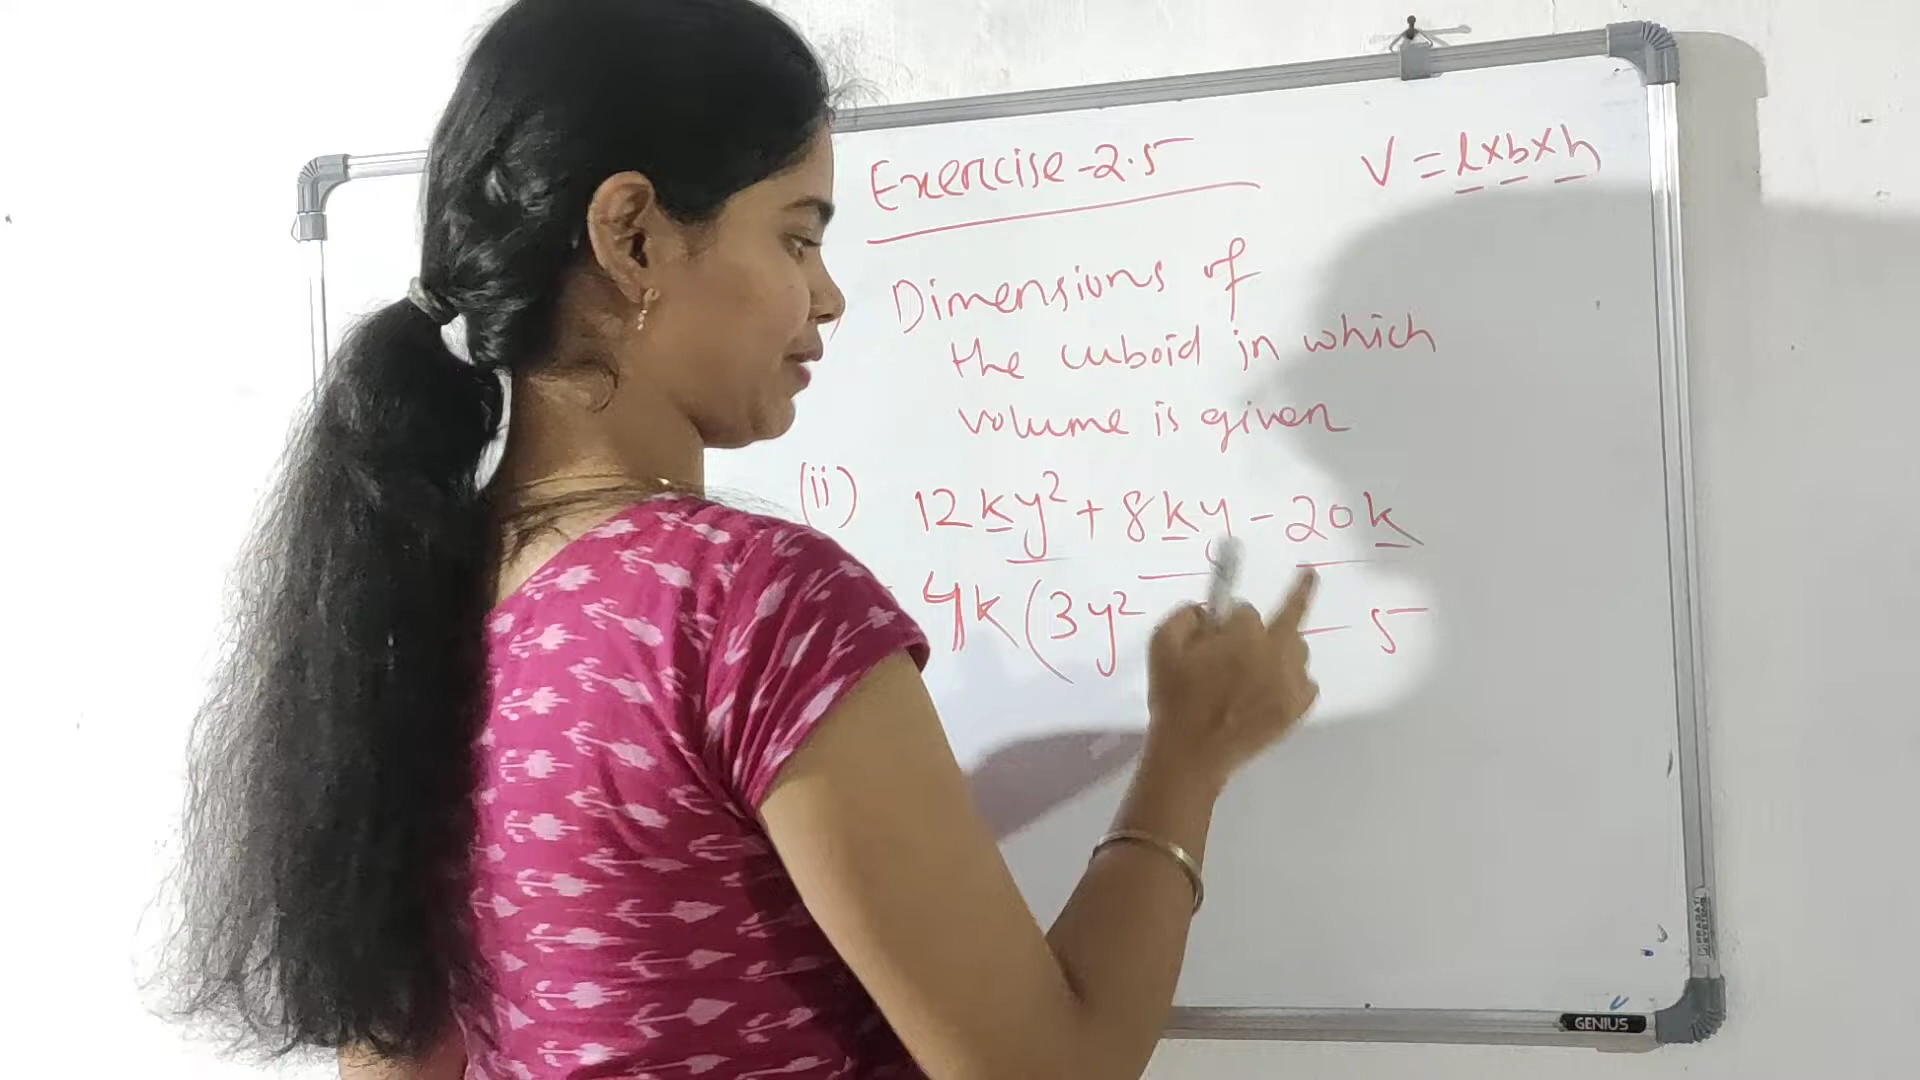 Exercise-2.5
V = l×b×h
Dimensions of
the cuboid in which
volume is given
(ii) 12ky² + 8ky - 20k
4k(3y² - 5
GENIUS